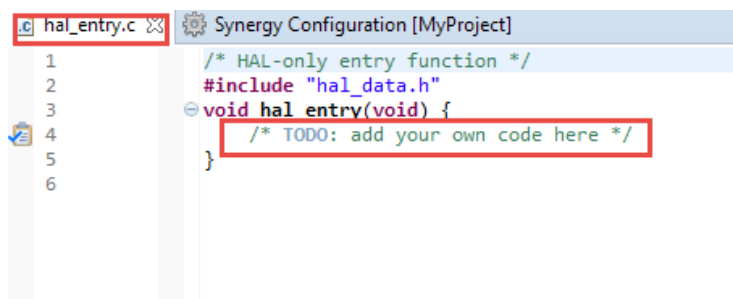 hal_entry.c Synergy Configuration [MyProject]
1 /* HAL-only entry function */
2 #include "hal_data.h"
3 void hal_entry(void) {
4 /* TODO: add your own code here */
5 }
6